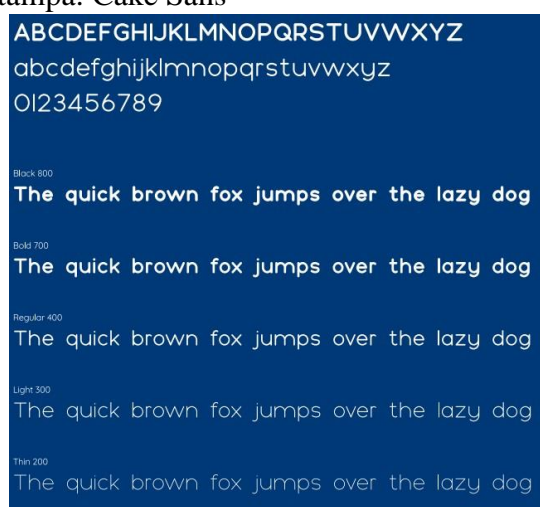 stampa: Cake Sans
ABCDEFGHIJKLMNOPQRSTUVWXYZ
abcdefghijklmnopqrstuvwxyz
0123456789
Black 800
The quick brown fox jumps over the lazy dog
Bold 700
The quick brown fox jumps over the lazy dog
Regular 400
The quick brown fox jumps over the lazy dog
Light 300
The quick brown fox jumps over the lazy dog
Thin 200
The quick brown fox jumps over the lazy dog